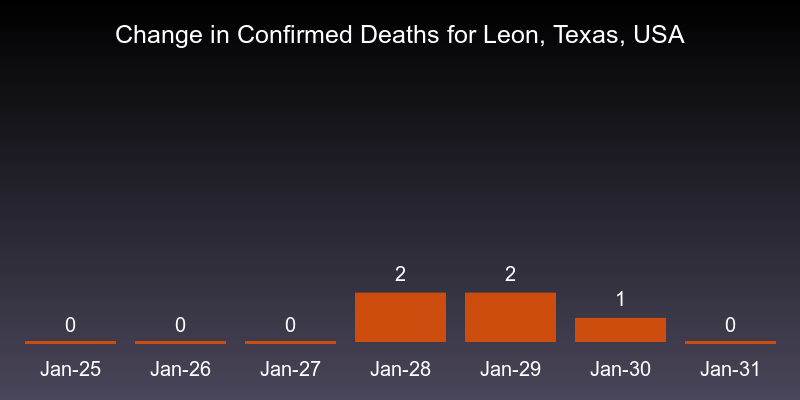 Change in Confirmed Deaths for Leon, Texas, USA
2 2
1
0 0 0 0
Jan-25 Jan-26 Jan-27 Jan-28 Jan-29 Jan-30 Jan-31